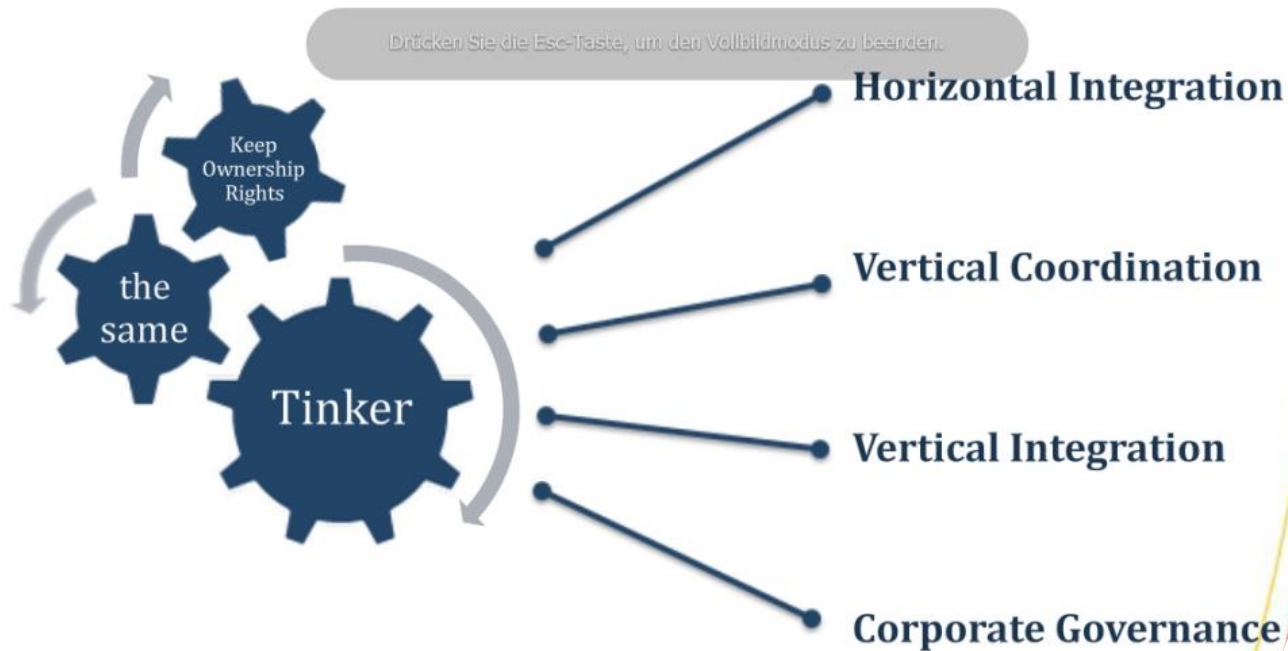 Drücken Sie die Esc-Taste, um den Vollbildmodus zu beenden.
Keep
Ownership
Rights
the
same
Tinker
Horizontal Integration
Vertical Coordination
Vertical Integration
Corporate Governance